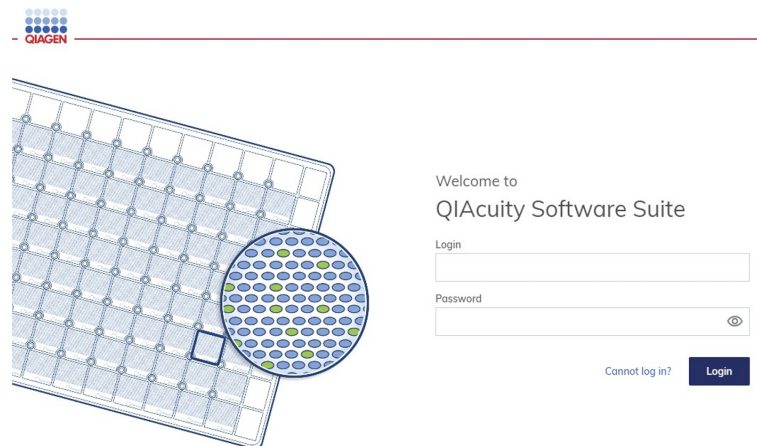 QIAGEN
Welcome to
QIAcuity Software Suite
Login
Password
Cannot log in?
Login